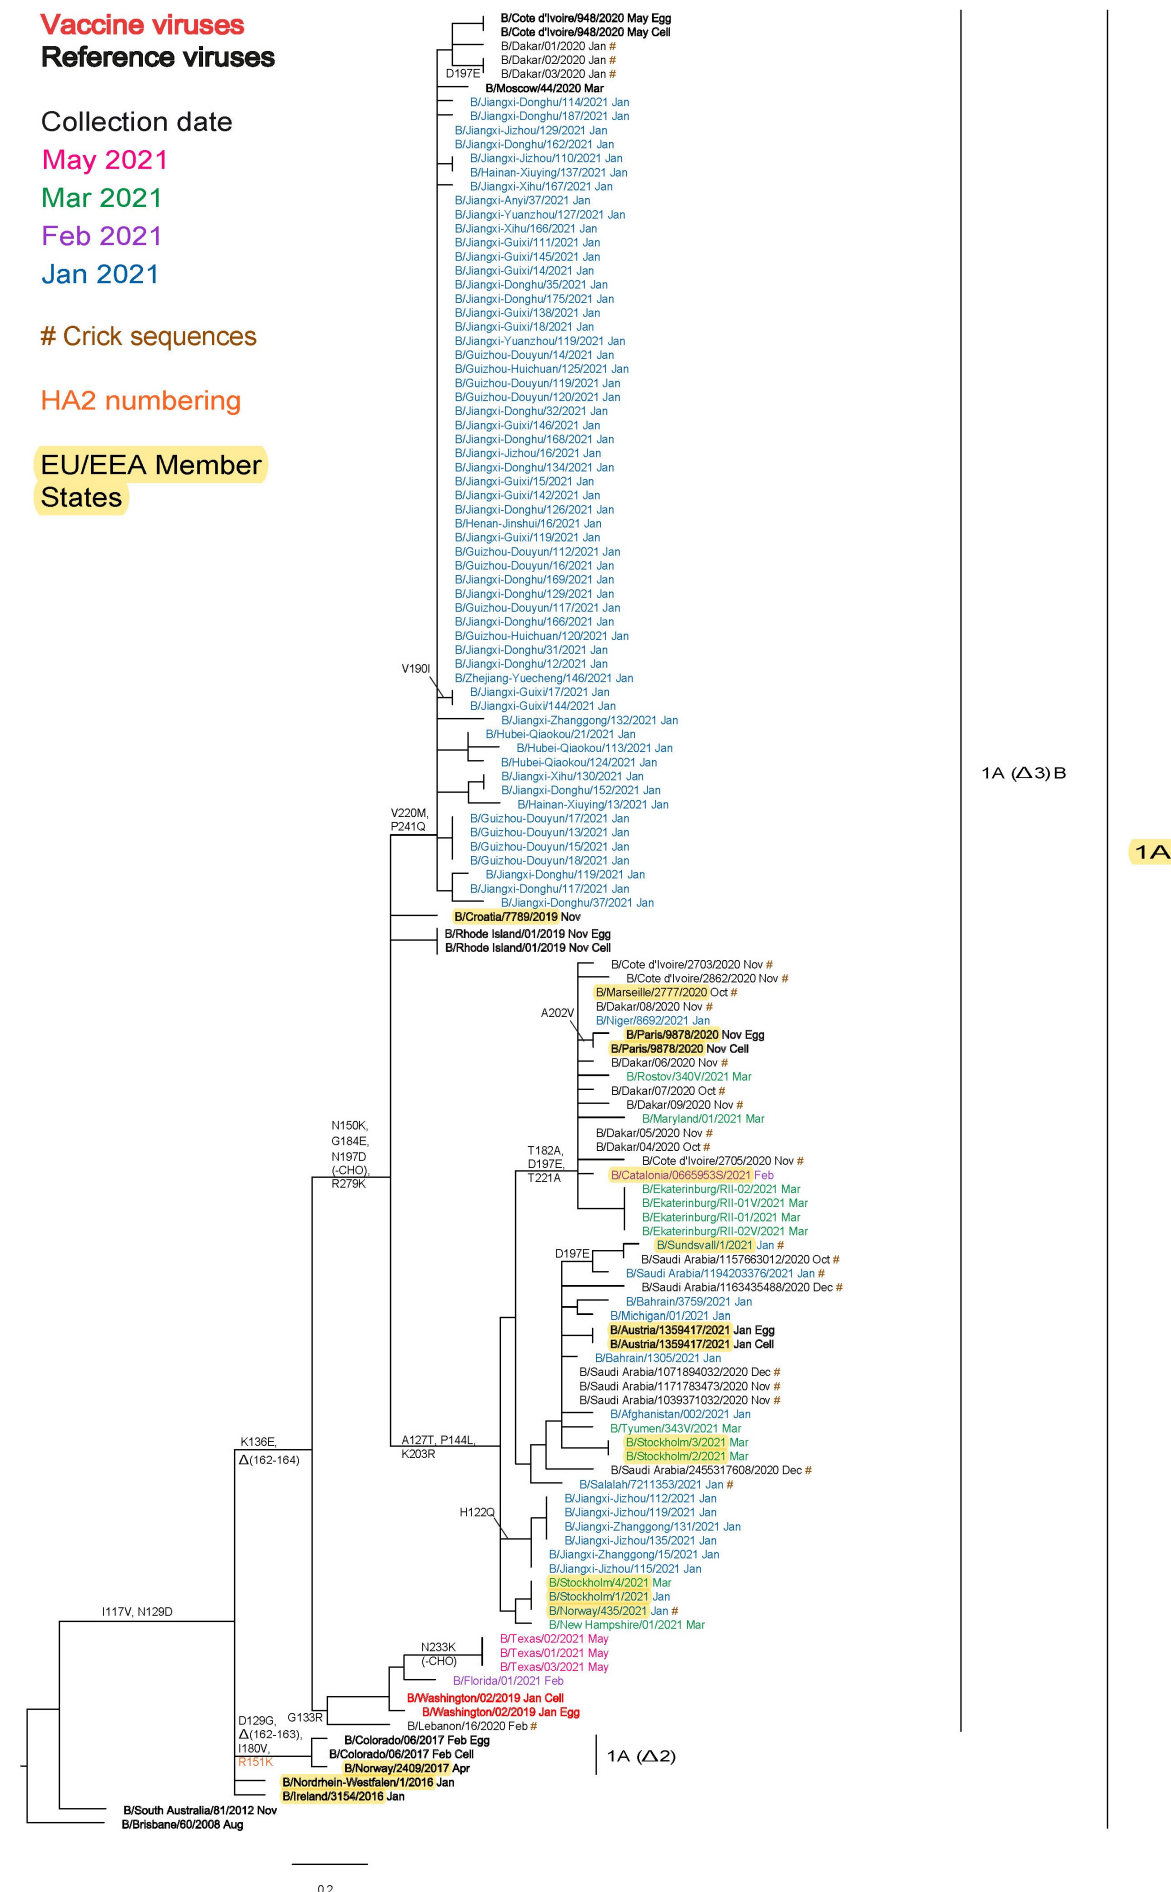 Vaccine viruses
Reference viruses
Collection date
May 2021
Mar 2021
Feb 2021
Jan 2021
# Crick sequences
HA2 numbering
EU/EEA Member
States
B/Cote d'Ivoire/948/2020 May Egg
B/Cote d'Ivoire/948/2020 May Cell
B/Dakar/01/2020 Jan #
B/Dakar/02/2020 Jan #
D197E
B/Dakar/03/2020 Jan #
B/Moscow/44/2020 Mar
B/Jiangxi-Donghu/114/2021 Jan
B/Jiangxi-Donghu/187/2021 Jan
B/Jiangxi-Jizhou/129/2021 Jan
B/Jiangxi-Donghu/162/2021 Jan
B/Jiangxi-Jizhou/110/2021 Jan
B/Hainan-Xiuying/137/2021 Jan
B/Jiangxi-Xihu/167/2021 Jan
B/Jiangxi-Anyi/37/2021 Jan
B/Jiangxi-Yuanzhou/127/2021 Jan
B/Jiangxi-Xihu/166/2021 Jan
B/Jiangxi-Guixi/111/2021 Jan
B/Jiangxi-Guixi/145/2021 Jan
B/Jiangxi-Guixi/14/2021 Jan
B/Jiangxi-Donghu/35/2021 Jan
B/Jiangxi-Donghu/175/2021 Jan
B/Jiangxi-Guixi/138/2021 Jan
B/Jiangxi-Guixi/18/2021 Jan
B/Jiangxi-Yuanzhou/119/2021 Jan
B/Guizhou-Douyun/14/2021 Jan
B/Guizhou-Huichuan/125/2021 Jan
B/Guizhou-Douyun/119/2021 Jan
B/Guizhou-Douyun/120/2021 Jan
B/Jiangxi-Donghu/32/2021 Jan
B/Jiangxi-Guixi/146/2021 Jan
B/Jiangxi-Donghu/168/2021 Jan
B/Jiangxi-Jizhou/16/2021 Jan
B/Jiangxi-Donghu/134/2021 Jan
B/Jiangxi-Guixi/15/2021 Jan
B/Jiangxi-Guixi/142/2021 Jan
B/Jiangxi-Donghu/126/2021 Jan
B/Henan-Jinshui/16/2021 Jan
B/Jiangxi-Guixi/119/2021 Jan
B/Guizhou-Douyun/112/2021 Jan
B/Guizhou-Douyun/16/2021 Jan
B/Jiangxi-Donghu/169/2021 Jan
B/Jiangxi-Donghu/129/2021 Jan
B/Guizhou-Douyun/117/2021 Jan
B/Jiangxi-Donghu/166/2021 Jan
B/Guizhou-Huichuan/120/2021 Jan
B/Jiangxi-Donghu/31/2021 Jan
B/Jiangxi-Donghu/12/2021 Jan
V190I
B/Zhejiang-Yuecheng/146/2021 Jan
B/Jiangxi-Guixi/17/2021 Jan
B/Jiangxi-Guixi/144/2021 Jan
B/Jiangxi-Zhanggong/132/2021 Jan
B/Hubei-Qiaokou/21/2021 Jan
B/Hubei-Qiaokou/113/2021 Jan
B/Hubei-Qiaokou/124/2021 Jan
1A (Δ3)B
B/Jiangxi-Xihu/130/2021 Jan
B/Jiangxi-Donghu/152/2021 Jan
B/Hainan-Xiuying/13/2021 Jan
V220M,
P241Q
B/Guizhou-Douyun/17/2021 Jan
B/Guizhou-Douyun/13/2021 Jan
B/Guizhou-Douyun/15/2021 Jan
1A
B/Guizhou-Douyun/18/2021 Jan
B/Jiangxi-Donghu/119/2021 Jan
B/Jiangxi-Donghu/117/2021 Jan
B/Jiangxi-Donghu/37/2021 Jan
B/Croatia/7789/2019 Nov
B/Rhode Island/01/2019 Nov Egg
B/Rhode Island/01/2019 Nov Cell
B/Cote d'Ivoire/2703/2020 Nov #
B/Cote d'Ivoire/2862/2020 Nov #
B/Marseille/2777/2020 Oct #
B/Dakar/08/2020 Nov #
A202V
B/Niger/8692/2021 Jan
B/Paris/9878/2020 Nov Egg
B/Paris/9878/2020 Nov Cell
B/Dakar/06/2020 Nov #
B/Rostov/340V/2021 Mar
B/Dakar/07/2020 Oct #
B/Dakar/09/2020 Nov #
B/Maryland/01/2021 Mar
N150K,
G184E,
N197D
(-CHO),
R279K
B/Dakar/05/2020 Nov #
B/Dakar/04/2020 Oct #
T182A,
D197E,
T221A
B/Cote d'Ivoire/2705/2020 Nov #
B/Catalonia/0665953S/2021 Feb
B/Ekaterinburg/RII-02/2021 Mar
B/Ekaterinburg/RII-01V/2021 Mar
B/Ekaterinburg/RII-01/2021 Mar
B/Ekaterinburg/RII-02V/2021 Mar
B/Sundsvall/1/2021 Jan #
D197E
B/Saudi Arabia/1157663012/2020 Oct #
B/Saudi Arabia/1194203376/2021 Jan #
B/Saudi Arabia/1163435488/2020 Dec #
B/Bahrain/3759/2021 Jan
B/Michigan/01/2021 Jan
B/Austria/1359417/2021 Jan Egg
B/Austria/1359417/2021 Jan Cell
B/Bahrain/1305/2021 Jan
B/Saudi Arabia/1071894032/2020 Dec #
B/Saudi Arabia/1171783473/2020 Nov #
B/Saudi Arabia/1039371032/2020 Nov #
B/Afghanistan/002/2021 Jan
B/Tyumen/343V/2021 Mar
K136E,
Δ(162-164)
A127T, P144L,
K203R
B/Stockholm/3/2021 Mar
B/Stockholm/2/2021 Mar
B/Saudi Arabia/2455317608/2020 Dec #
B/Salalah/7211353/2021 Jan #
B/Jiangxi-Jizhou/112/2021 Jan
H122Q
B/Jiangxi-Jizhou/119/2021 Jan
B/Jiangxi-Zhanggong/131/2021 Jan
B/Jiangxi-Jizhou/135/2021 Jan
B/Jiangxi-Zhanggong/15/2021 Jan
B/Jiangxi-Jizhou/115/2021 Jan
B/Stockholm/4/2021 Mar
B/Stockholm/1/2021 Jan
I117V, N129D
B/Norway/435/2021 Jan #
B/New Hampshire/01/2021 Mar
B/Texas/02/2021 May
N233K
(-CHO)
B/Texas/01/2021 May
B/Texas/03/2021 May
B/Florida/01/2021 Feb
B/Washington/02/2019 Jan Cell
B/Washington/02/2019 Jan Egg
G133R
B/Lebanon/16/2020 Feb #
D129G,
Δ(162-163),
I180V,
R151K
B/Colorado/06/2017 Feb Egg
B/Colorado/06/2017 Feb Cell
1A (Δ2)
B/Norway/2409/2017 Apr
B/Nordrhein-Westfalen/1/2016 Jan
B/Ireland/3154/2016 Jan
B/South Australia/81/2012 Nov
B/Brisbane/60/2008 Aug
0.2